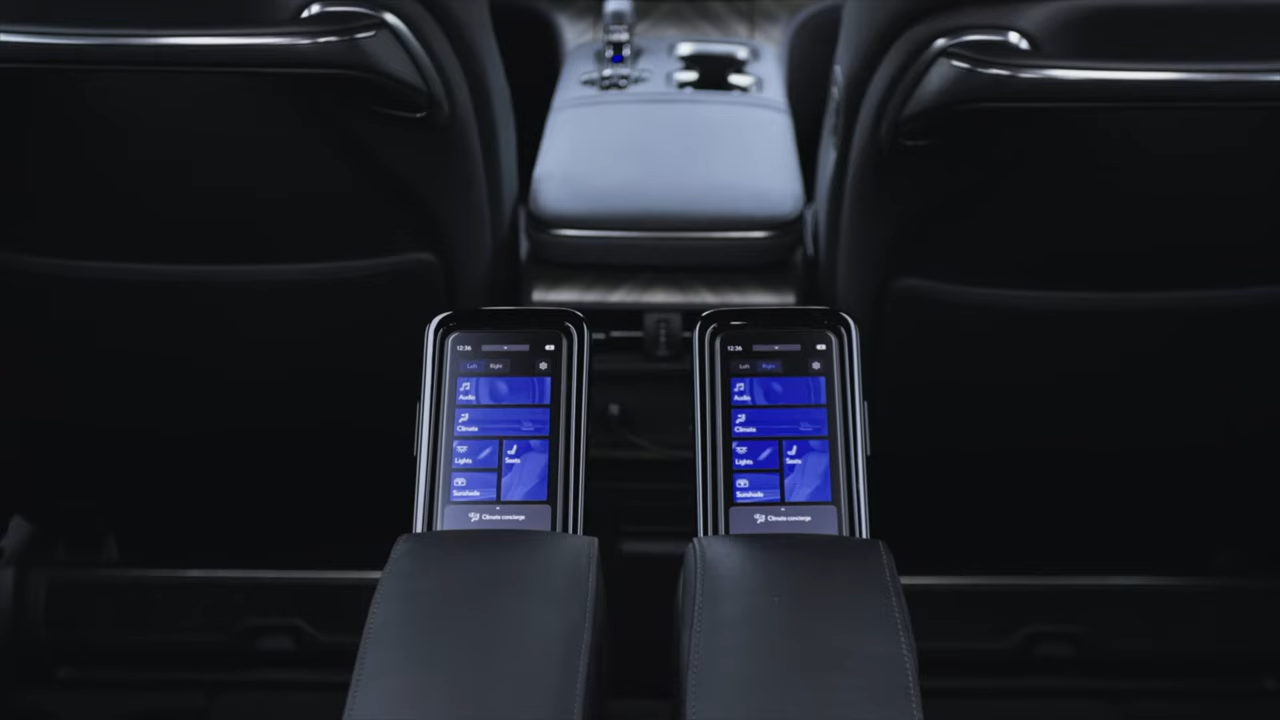 12:36
Left Right
Audio
Climate
Lights
Seats
Sunshade
Climate concierge
12:36
Left Right
Audio
Climate
Lights
Seats
Sunshade
Climate concierge